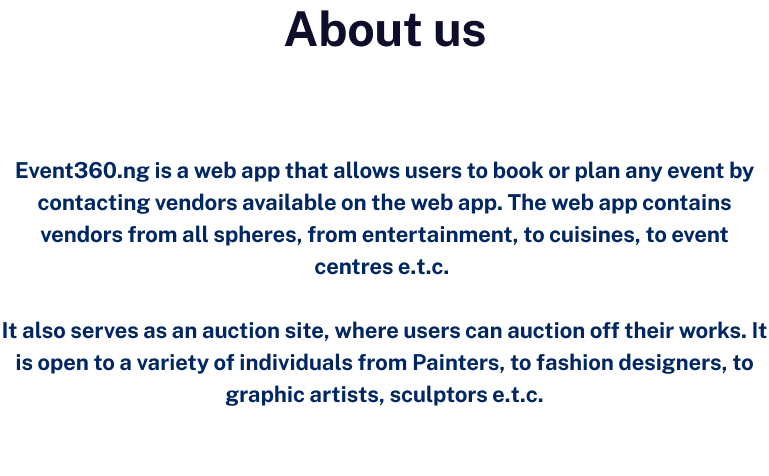 About us
Event360.ng is a web app that allows users to book or plan any event by
contacting vendors available on the web app. The web app contains
vendors from all spheres, from entertainment, to cuisines, to event
centres e.t.c.
It also serves as an auction site, where users can auction off their works. It
is open to a variety of individuals from Painters, to fashion designers, to
graphic artists, sculptors e.t.c.